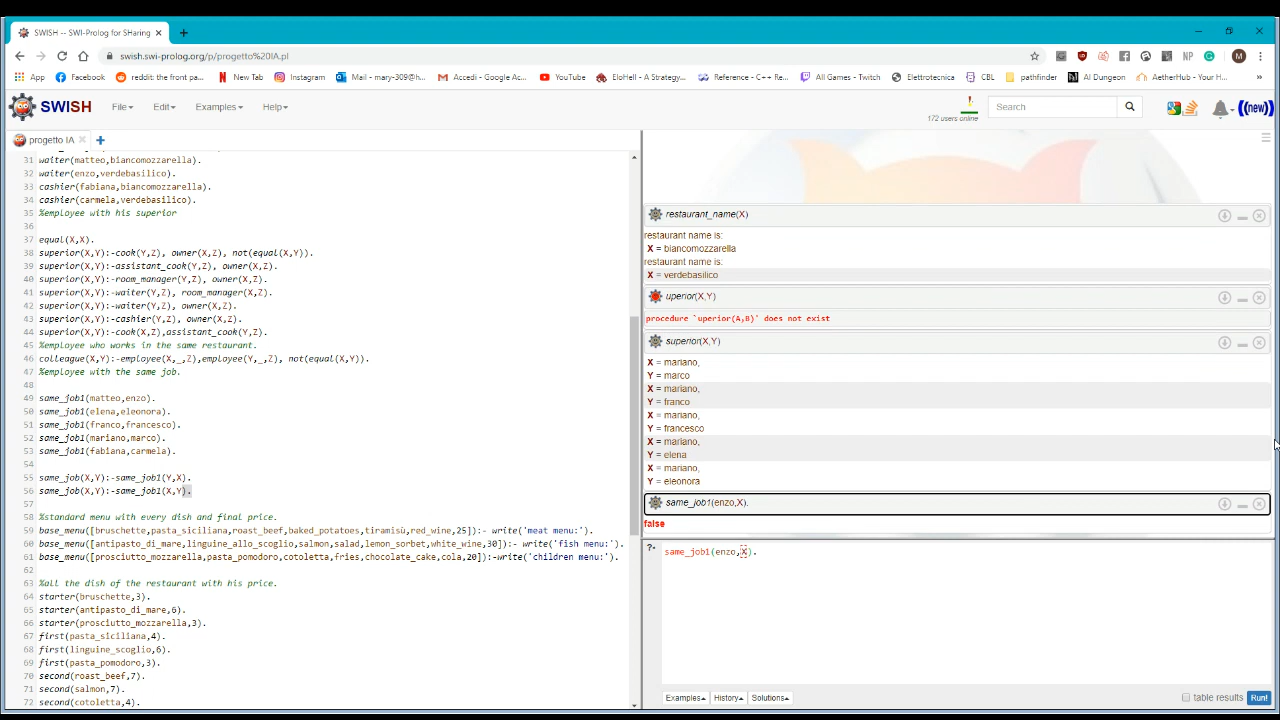 SWISH -- SWI-Prolog for SHaring
swish.swi-prolog.org/p/progetto%20IA.pl
M
App Facebook reddit: the front pa... New Tab Instagram Mail - mary-309@h... Accedi - Google Ac... YouTube EloHell - A Strategy... C++ reference - C++ Re... All Games - Twitch Elettrotecnica CBL pathfinder AI Dungeon AetherHub - Your H... »
SWISH File Edit Examples Help 172 users online Search (new)
progetto IA
31 waiter(matteo,biancomozzarella).
32 waiter(enzo,verdebasilico).
33 cashier(fabiana,biancomozzarella).
34 cashier(carmela,verdebasilico).
35 %employee with his superior
36
37 equal(X,X).
38 superior(X,Y):-cook(Y,Z), owner(X,Z), not(equal(X,Y)).
39 superior(X,Y):-assistant_cook(Y,Z), owner(X,Z).
40 superior(X,Y):-room_manager(Y,Z), owner(X,Z).
41 superior(X,Y):-waiter(Y,Z), room_manager(X,Z).
42 superior(X,Y):-waiter(Y,Z), owner(X,Z).
43 superior(X,Y):-cashier(Y,Z), owner(X,Z).
44 superior(X,Y):-cook(X,Z),assistant_cook(Y,Z).
45 %employee who works in the same restaurant.
46 colleague(X,Y):-employee(X,_,Z),employee(Y,_,Z), not(equal(X,Y)).
47 %employee with the same job.
48
49 same_job1(matteo,enzo).
50 same_job1(elena,eleonora).
51 same_job1(franco,francesco).
52 same_job1(mariano,marco).
53 same_job1(fabiana,carmela).
54
55 same_job(X,Y):-same_job1(Y,X).
56 same_job(X,Y):-same_job1(X,Y).
57
58 %standard menu with every dish and final price.
59 base_menu([bruschette,pasta_siciliana,roast_beef,baked_potatoes,tiramisù,red_wine,25]):- write('meat menu:').
60 base_menu([antipasto_di_mare,linguine_allo_scoglio,salmon,salad,lemon_sorbet,white_wine,30]):- write('fish menu:').
61 base_menu([prosciutto_mozzarella,pasta_pomodoro,cotoletta,fries,chocolate_cake,cola,20]):-write('children menu:').
62
63 %all the dish of the restaurant with his price.
64 starter(bruschette,3).
65 starter(antipasto_di_mare,6).
66 starter(prosciutto_mozzarella,3).
67 first(pasta_siciliana,4).
68 first(linguine_scoglio,6).
69 first(pasta_pomodoro,3).
70 second(roast_beef,7).
71 second(salmon,7).
72 second(cotoletta,4).
restaurant_name(X)
restaurant name is:
X = biancomozzarella
restaurant name is:
X = verdebasilico
uperior(X,Y)
procedure `uperior(A,B)' does not exist
superior(X,Y)
X = mariano,
Y = marco
X = mariano,
Y = franco
X = mariano,
Y = francesco
X = mariano,
Y = elena
X = mariano,
Y = eleonora
same_job1(enzo,X).
false
?- same_job1(enzo,X).
Examples History Solutions table results Run!